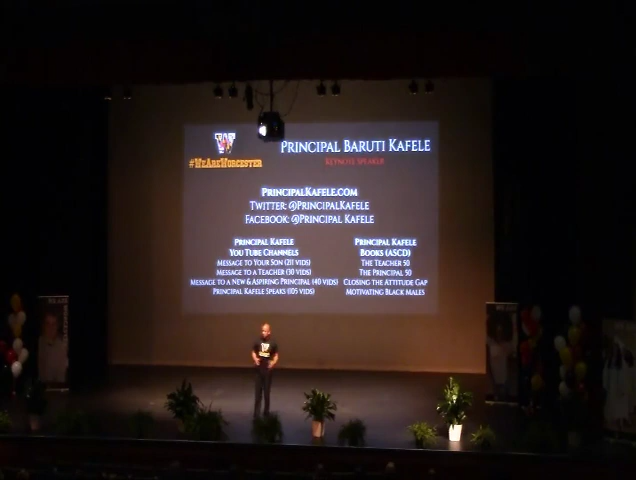 W
PRINCIPAL BARUTI KAFELE
#WEAREWORCESTER
KEYNOTE SPEAKER
PRINCIPALKAFELE.COM
TWITTER: @PRINCIPALKAFELE
FACEBOOK: @PRINCIPAL KAFELE
PRINCIPAL KAFELE
YOU TUBE CHANNELS
MESSAGE TO YOUR SON (211 VIDS)
MESSAGE TO A TEACHER (30 VIDS)
MESSAGE TO A NEW & ASPIRING PRINCIPAL (40 VIDS)
PRINCIPAL KAFELE SPEAKS (105 VIDS)
PRINCIPAL KAFELE
BOOKS (ASCD)
THE TEACHER 50
THE PRINCIPAL 50
CLOSING THE ATTITUDE GAP
MOTIVATING BLACK MALES